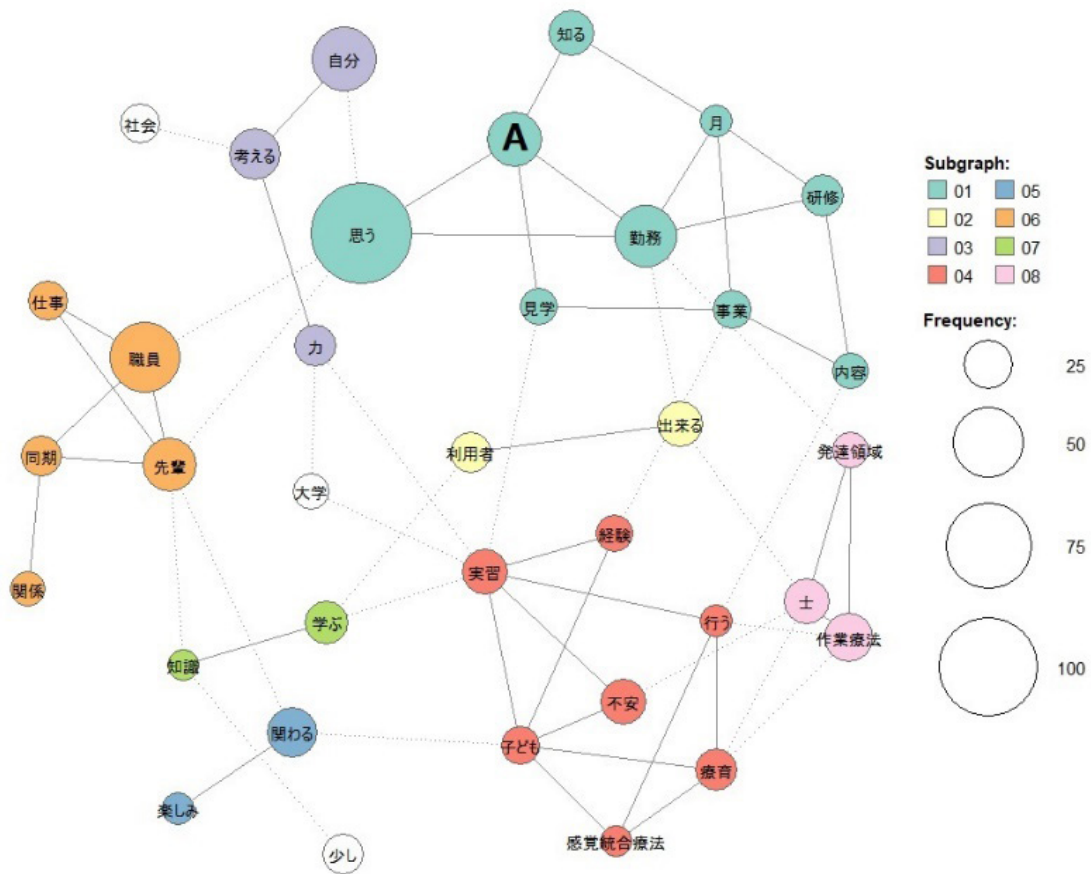 知る
自分
月
社会
A
考える
研修
思う
勤務
仕事
見学
事業
職員
力
内容
出来る
利用者
発達領域
同期
先輩
大学
経験
実習
関係
士
学ぶ
行う
作業療法
知識
不安
関わる
子ども
療育
楽しみ
感覚統合療法
少し
Subgraph:
01 05
02 06
03 07
04 08
Frequency:
25
50
75
100